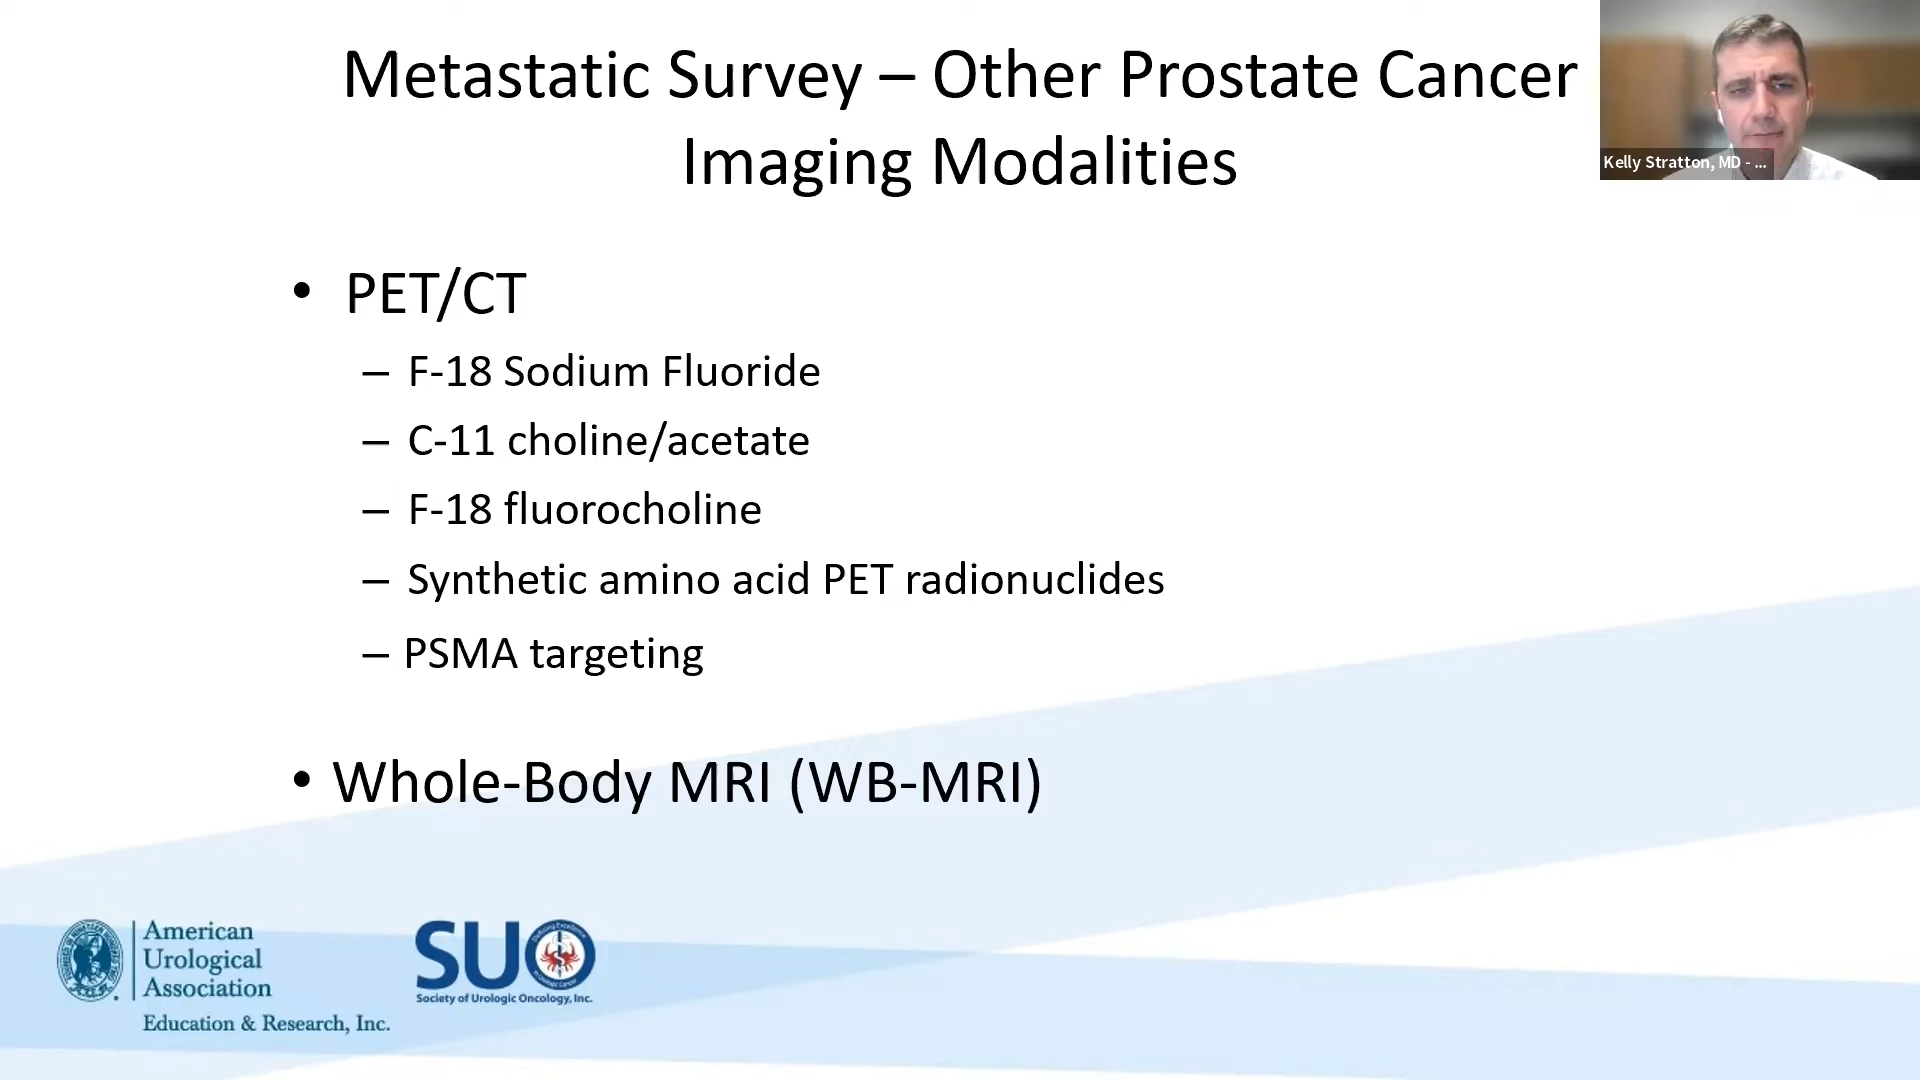 Metastatic Survey – Other Prostate Cancer
Imaging Modalities
Kelly Stratton, MD - ...
• PET/CT
– F-18 Sodium Fluoride
– C-11 choline/acetate
– F-18 fluorocholine
– Synthetic amino acid PET radionuclides
– PSMA targeting
• Whole-Body MRI (WB-MRI)
American
Urological
Association
Education & Research, Inc.
SUO
Society of Urologic Oncology, Inc.